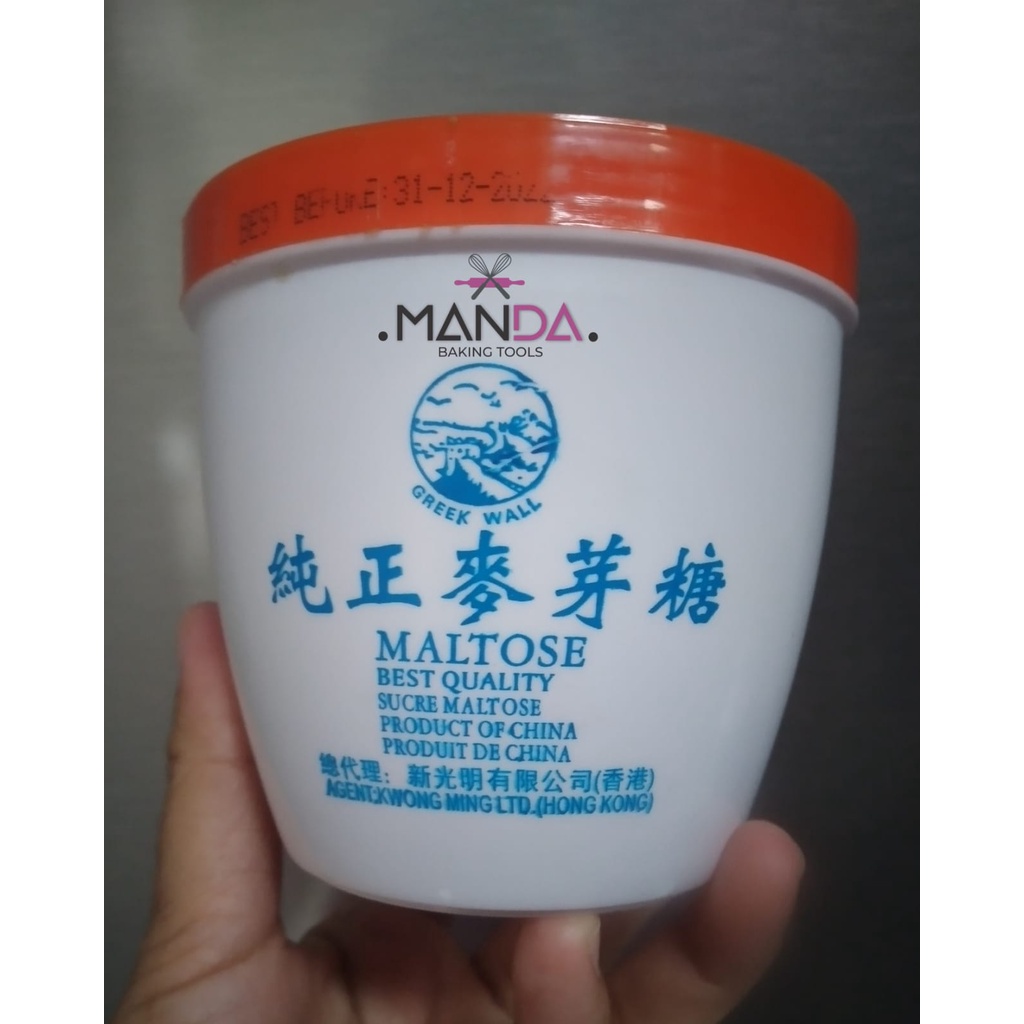 BEST BEFORE: 31-12-2022
.MANDA.
BAKING TOOLS
GREEK WALL
純正麥芽糖
MALTOSE
BEST QUALITY
SUCRE MALTOSE
PRODUCT OF CHINA
PRODUIT DE CHINA
總代理：新光明有限公司(香港)
AGENT:KWONG MING LTD.(HONG KONG)